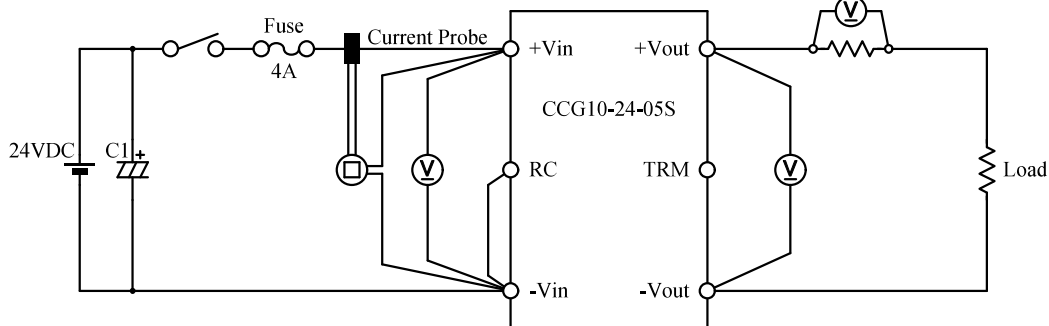 Fuse
4A
Current Probe
+Vin
+Vout
V
CCG10-24-05S
24VDC
C1
+
V
RC
TRM
V
Load
-Vin
-Vout